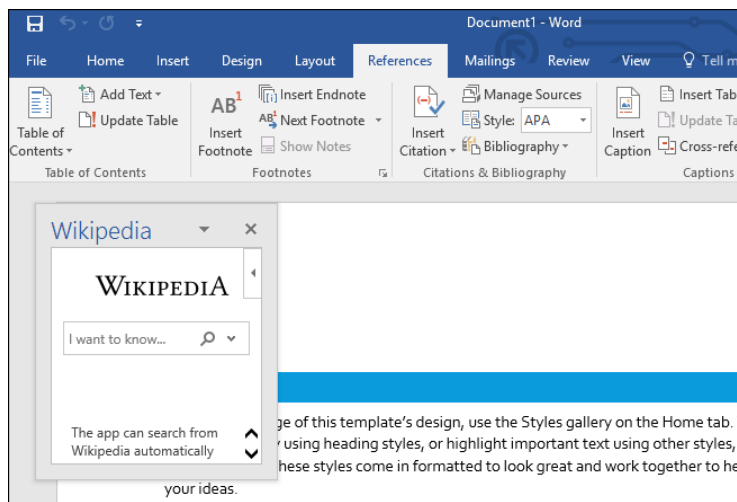 Document1 - Word
File Home Insert Design Layout References Mailings Review View Tell m
Add Text
Update Table
Table of
Contents
Table of Contents
AB1
Insert
Footnote
Insert Endnote
AB1 Next Footnote
Show Notes
Footnotes
Insert
Citation
Manage Sources
Style: APA
Bibliography
Citations & Bibliography
Insert
Caption
Insert Tab
Update Ta
Cross-refe
Captions
Wikipedia
WIKIPEDIA
I want to know...
The app can search from
Wikipedia automatically
ge of this template's design, use the Styles gallery on the Home tab.
using heading styles, or highlight important text using other styles,
hese styles come in formatted to look great and work together to he
your ideas.